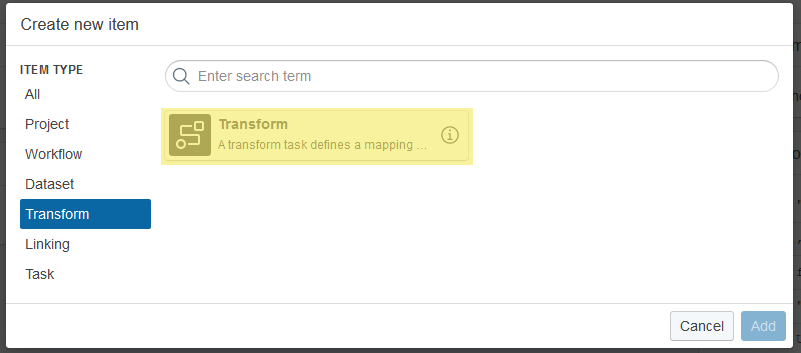 Create new item
ITEM TYPE
All
Project
Workflow
Dataset
Transform
Linking
Task
Enter search term
Transform
A transform task defines a mapping ...
Cancel
Add